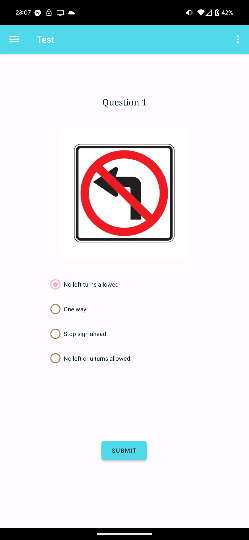 23:07
42%
Test
Question 1
No left turns allowed
One way
Stop sign ahead
No left or u turns allowed
SUBMIT